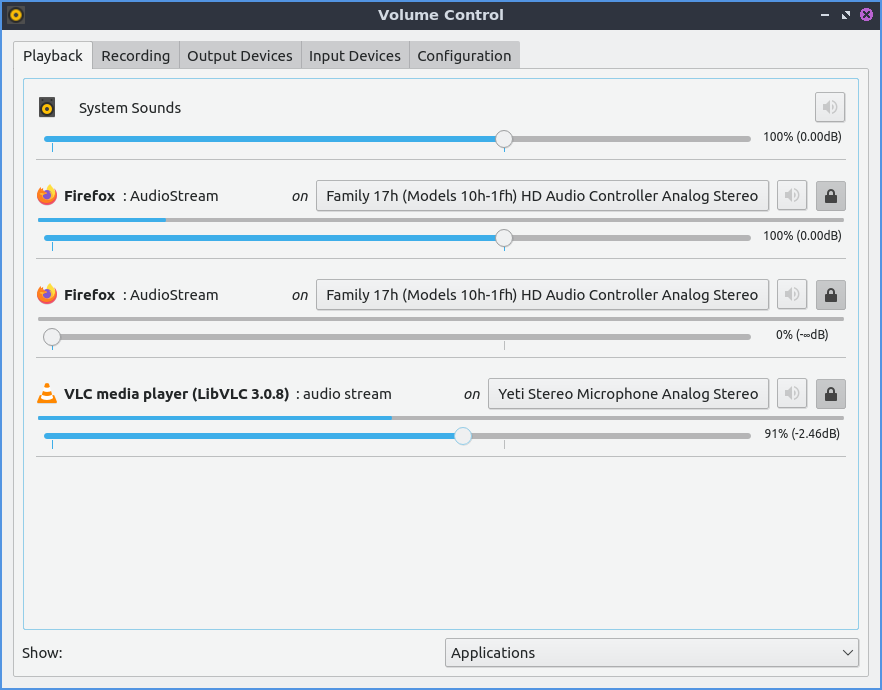 Volume Control
Playback Recording Output Devices Input Devices Configuration
System Sounds
100% (0.00dB)
Firefox : AudioStream on Family 17h (Models 10h-1fh) HD Audio Controller Analog Stereo
100% (0.00dB)
Firefox : AudioStream on Family 17h (Models 10h-1fh) HD Audio Controller Analog Stereo
0% (-∞dB)
VLC media player (LibVLC 3.0.8) : audio stream on Yeti Stereo Microphone Analog Stereo
91% (-2.46dB)
Show: Applications